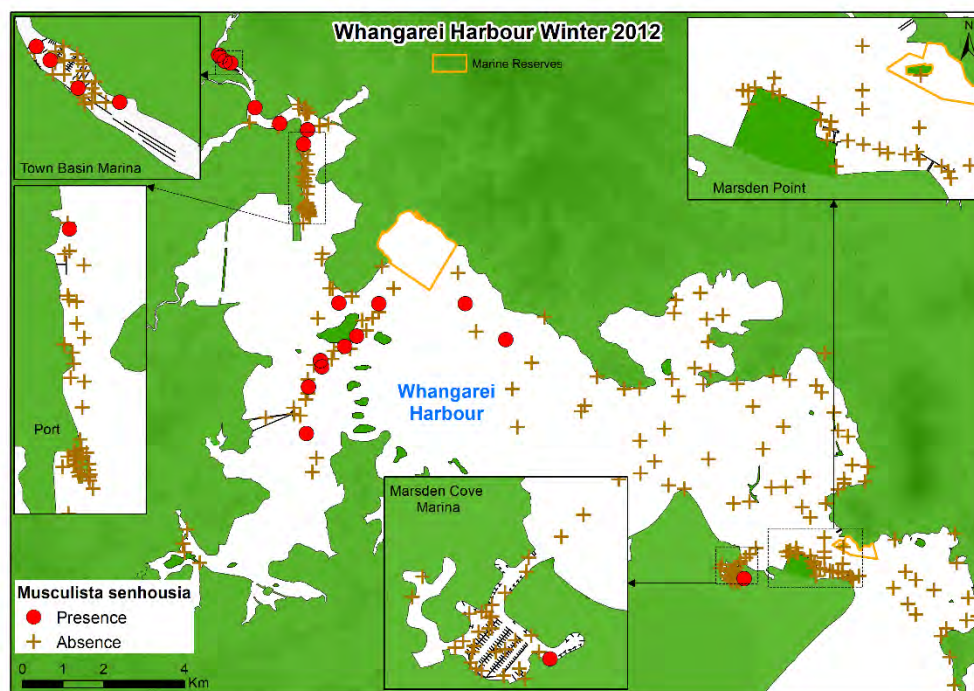 Whangarei Harbour Winter 2012
Marine Reserves
N
Town Basin Marina
Marsden Point
Port
Whangarei
Harbour
Marsden Cove
Marina
Musculista senhousia
Presence
Absence
0 1 2 4
Km